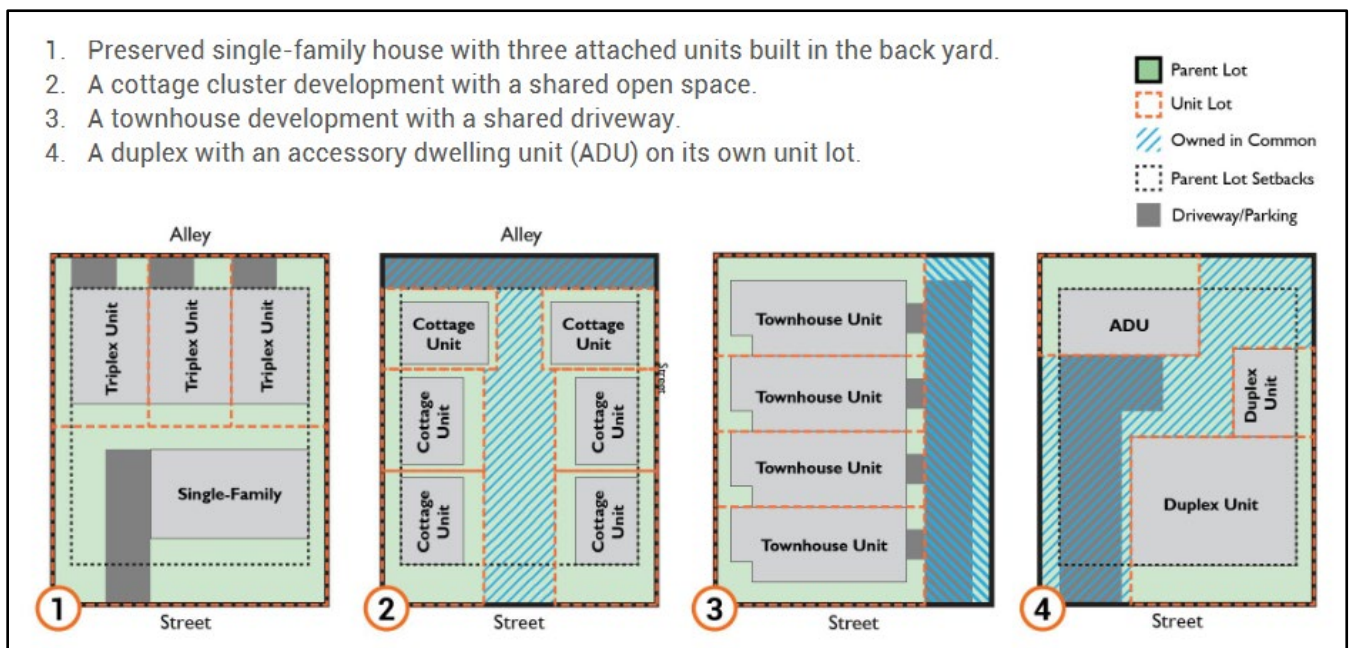 1. Preserved single-family house with three attached units built in the back yard.
2. A cottage cluster development with a shared open space.
3. A townhouse development with a shared driveway.
4. A duplex with an accessory dwelling unit (ADU) on its own unit lot.
Parent Lot
Unit Lot
Owned in Common
Parent Lot Setbacks
Driveway/Parking
Alley
Triplex Unit
Triplex Unit
Triplex Unit
Single-Family
1
Street
Alley
Cottage
Unit
Cottage
Unit
Street
Cottage
Unit
Cottage
Unit
Cottage
Unit
Cottage
Unit
2
Street
Townhouse Unit
Townhouse Unit
Townhouse Unit
Townhouse Unit
3
Street
ADU
Duplex
Unit
Duplex Unit
4
Street